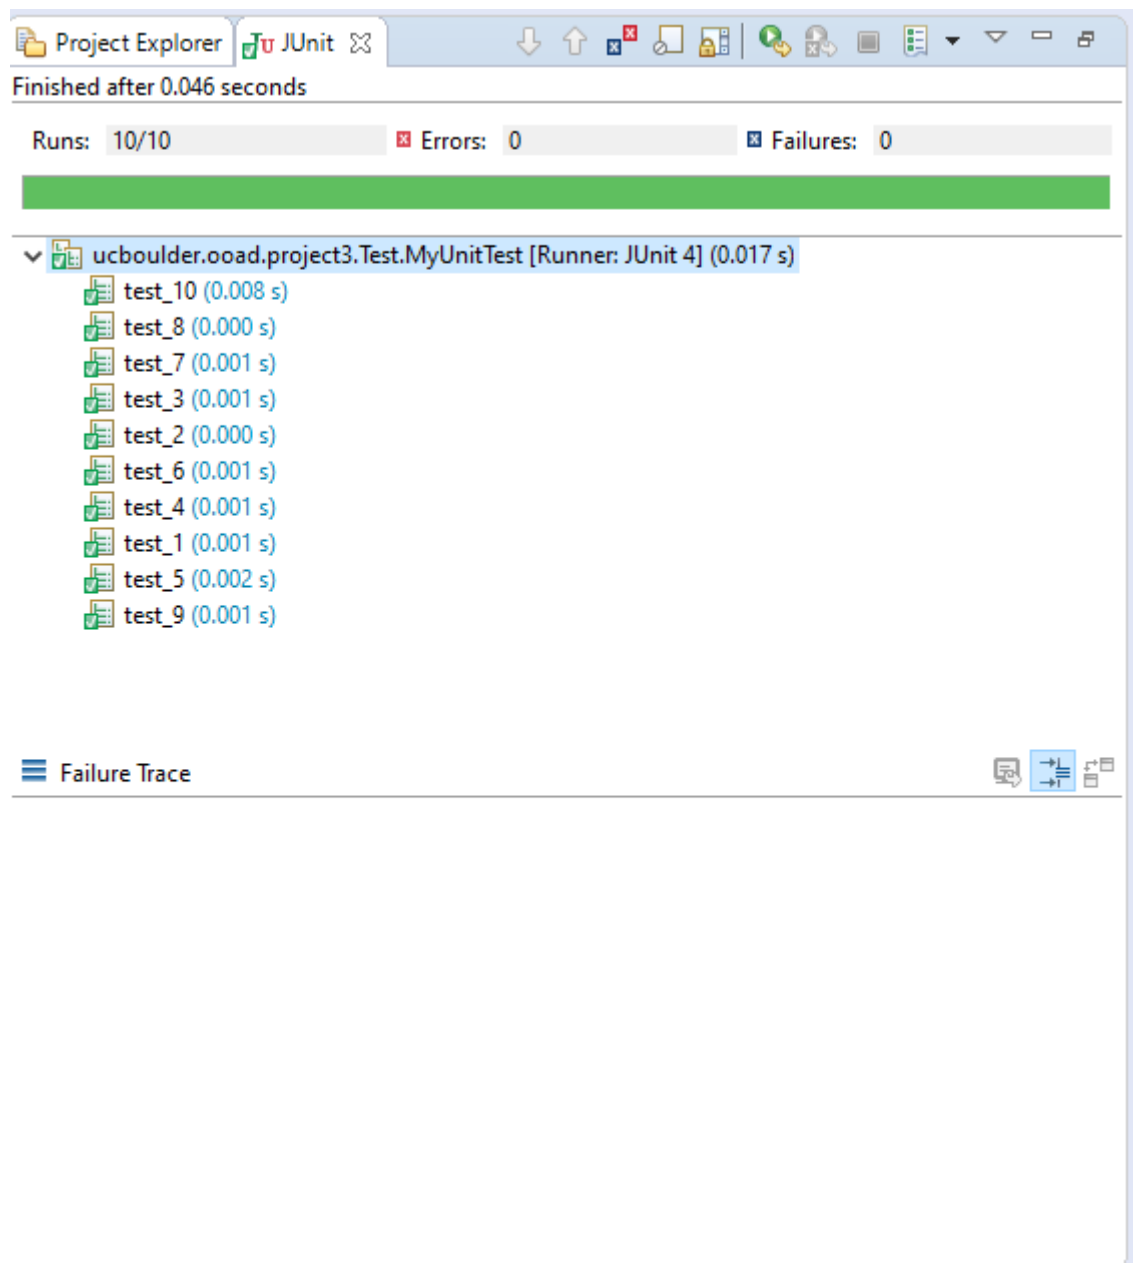 Project Explorer JUnit
Finished after 0.046 seconds
Runs: 10/10 Errors: 0 Failures: 0
ucboulder.ooad.project3.Test.MyUnitTest [Runner: JUnit 4] (0.017 s)
test_10 (0.008 s)
test_8 (0.000 s)
test_7 (0.001 s)
test_3 (0.001 s)
test_2 (0.000 s)
test_6 (0.001 s)
test_4 (0.001 s)
test_1 (0.001 s)
test_5 (0.002 s)
test_9 (0.001 s)
Failure Trace